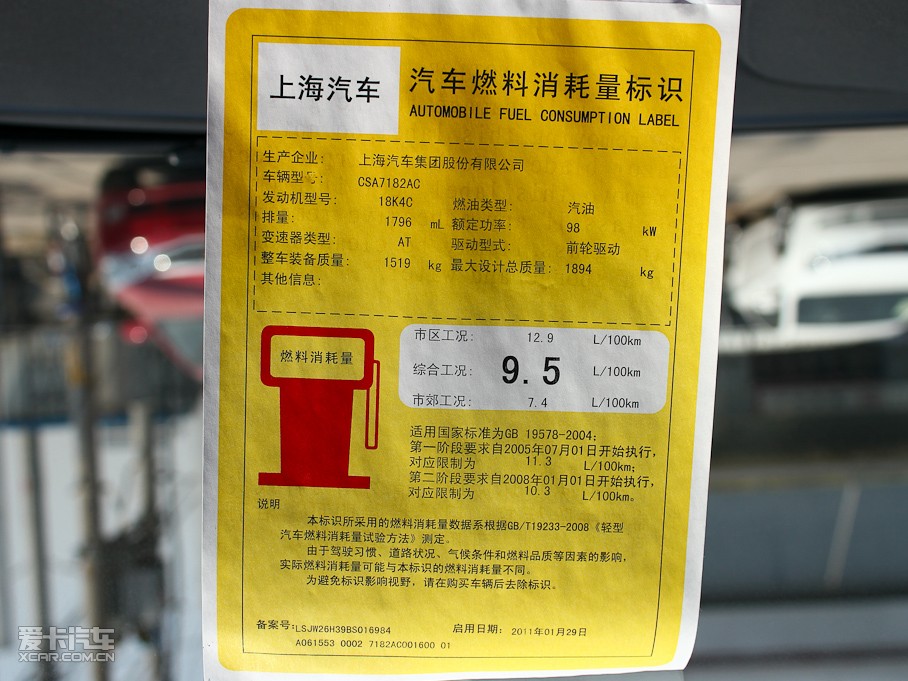 上海汽车
汽车燃料消耗量标识
AUTOMOBILE FUEL CONSUMPTION LABEL
生产企业: 上海汽车集团股份有限公司
车辆型号: CSA7182AC
发动机型号: 18K4C 燃油类型: 汽油
排量: 1796 mL 额定功率: 98 kW
变速器类型: AT 驱动型式: 前轮驱动
整车装备质量: 1519 kg 最大设计总质量: 1894 kg
其他信息:
燃料消耗量
市区工况: 12.9 L/100km
综合工况: 9.5 L/100km
市郊工况: 7.4 L/100km
适用国家标准为GB 19578-2004;
第一阶段要求自2005年07月01日开始执行,
对应限制为 11.3 L/100km;
第二阶段要求自2008年01月01日开始执行,
对应限制为 10.3 L/100km。
说明
本标识所采用的燃料消耗量数据系根据GB/T19233-2008《轻型
汽车燃料消耗量试验方法》测定。
由于驾驶习惯、道路状况、气候条件和燃料品质等因素的影响,
实际燃料消耗量可能与本标识的燃料消耗量不同。
为避免标识影响视野,请在购买车辆后去除标识。
备案号:LSJW26H39BS016984 启用日期: 2011年01月29日
A061553 0002 7182AC001600 01
爱卡汽车
XCAR.COM.CN